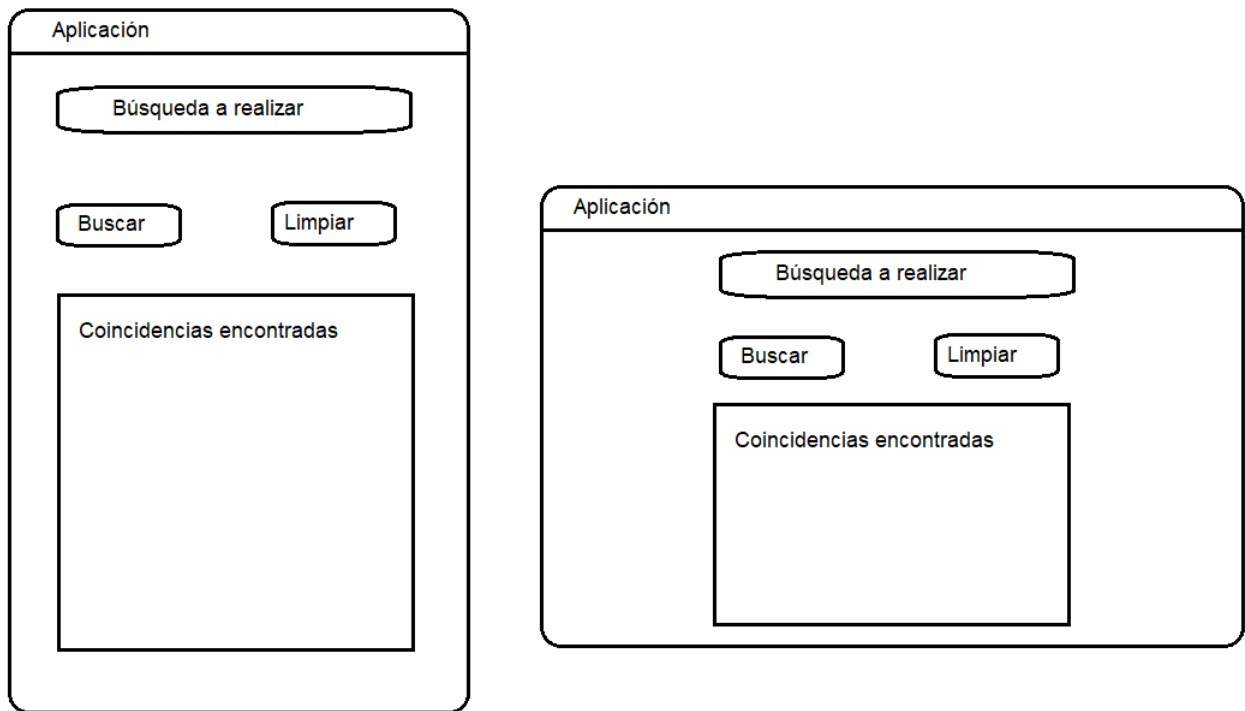 Aplicación
Búsqueda a realizar
Buscar
Limpiar
Coincidencias encontradas
Aplicación
Búsqueda a realizar
Buscar
Limpiar
Coincidencias encontradas